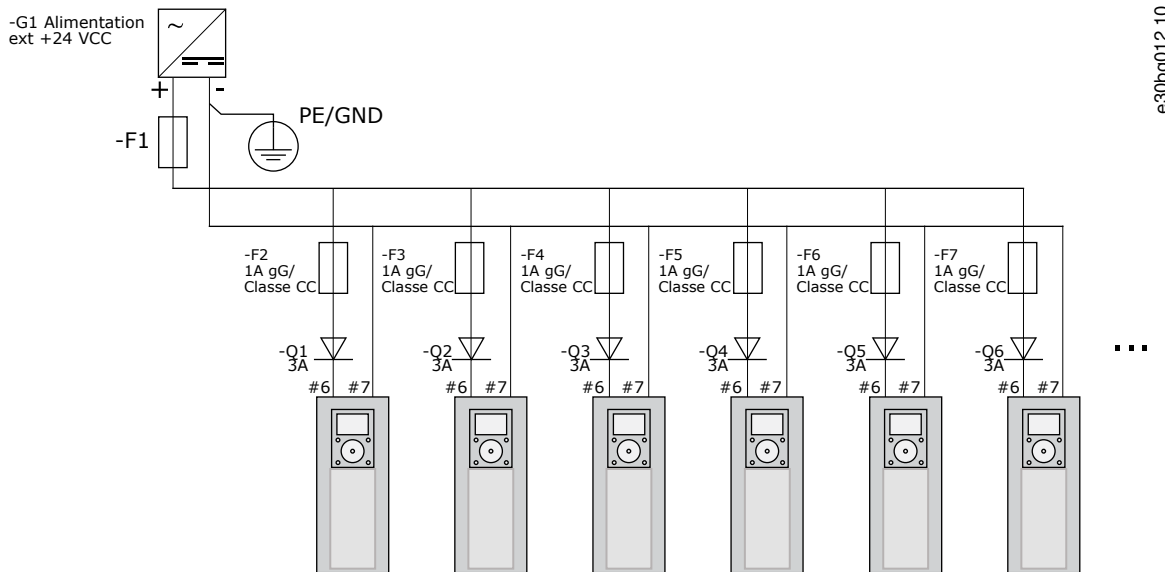 -G1 Alimentation
ext +24 VCC
e30bg012.10
+
-
PE/GND
-F1
-F2
1A gG/
Classe CC
-F3
1A gG/
Classe CC
-F4
1A gG/
Classe CC
-F5
1A gG/
Classe CC
-F6
1A gG/
Classe CC
-F7
1A gG/
Classe CC
-Q1
3A
-Q2
3A
-Q3
3A
-Q4
3A
-Q5
3A
-Q6
3A
...
#6 #7
#6 #7
#6 #7
#6 #7
#6 #7
#6 #7